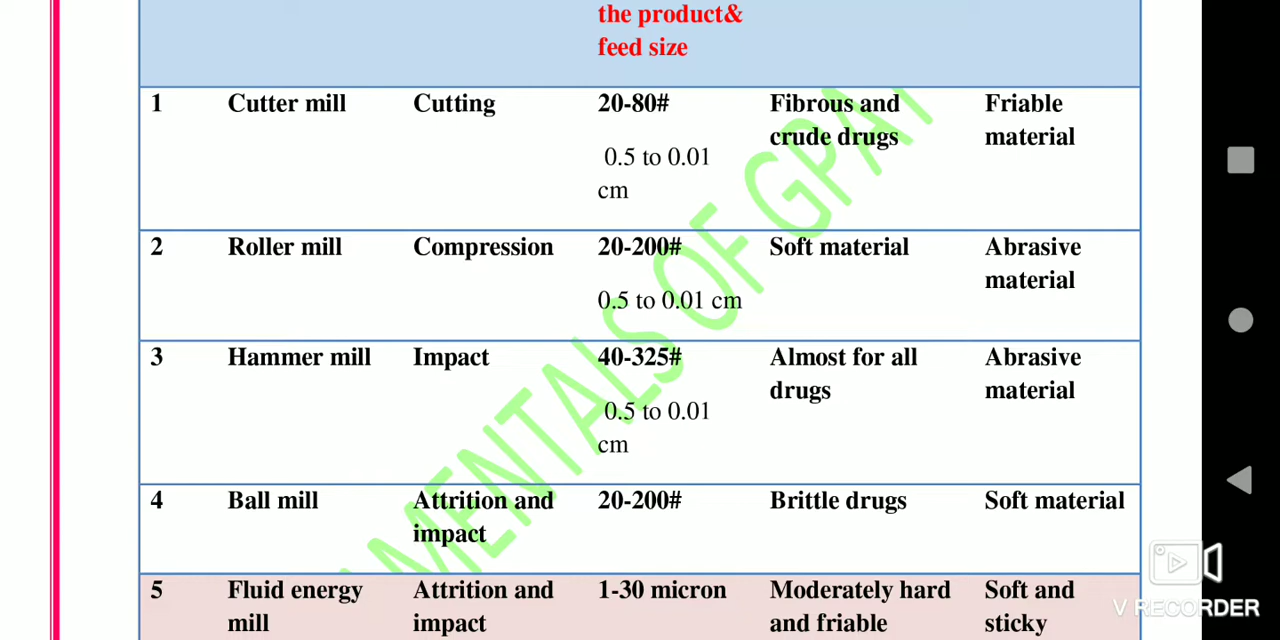 the product&
feed size
1 Cutter mill Cutting 20-80# Fibrous and Friable
crude drugs material
0.5 to 0.01
cm
2 Roller mill Compression 20-200# Soft material Abrasive
material
0.5 to 0.01 cm
3 Hammer mill Impact 40-325# Almost for all Abrasive
drugs material
0.5 to 0.01
cm
4 Ball mill Attrition and 20-200# Brittle drugs Soft material
impact
5 Fluid energy Attrition and 1-30 micron Moderately hard Soft and
mill impact and friable sticky
MENTALS OF GPAT
V RECORDER